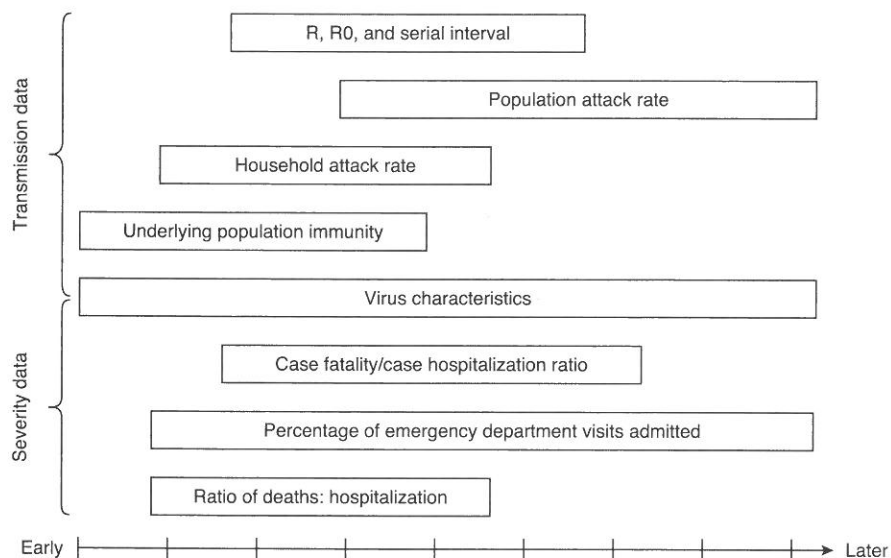 Transmission data
R, R0, and serial interval
Population attack rate
Household attack rate
Underlying population immunity
Virus characteristics
Severity data
Case fatality/case hospitalization ratio
Percentage of emergency department visits admitted
Ratio of deaths: hospitalization
Early
Later